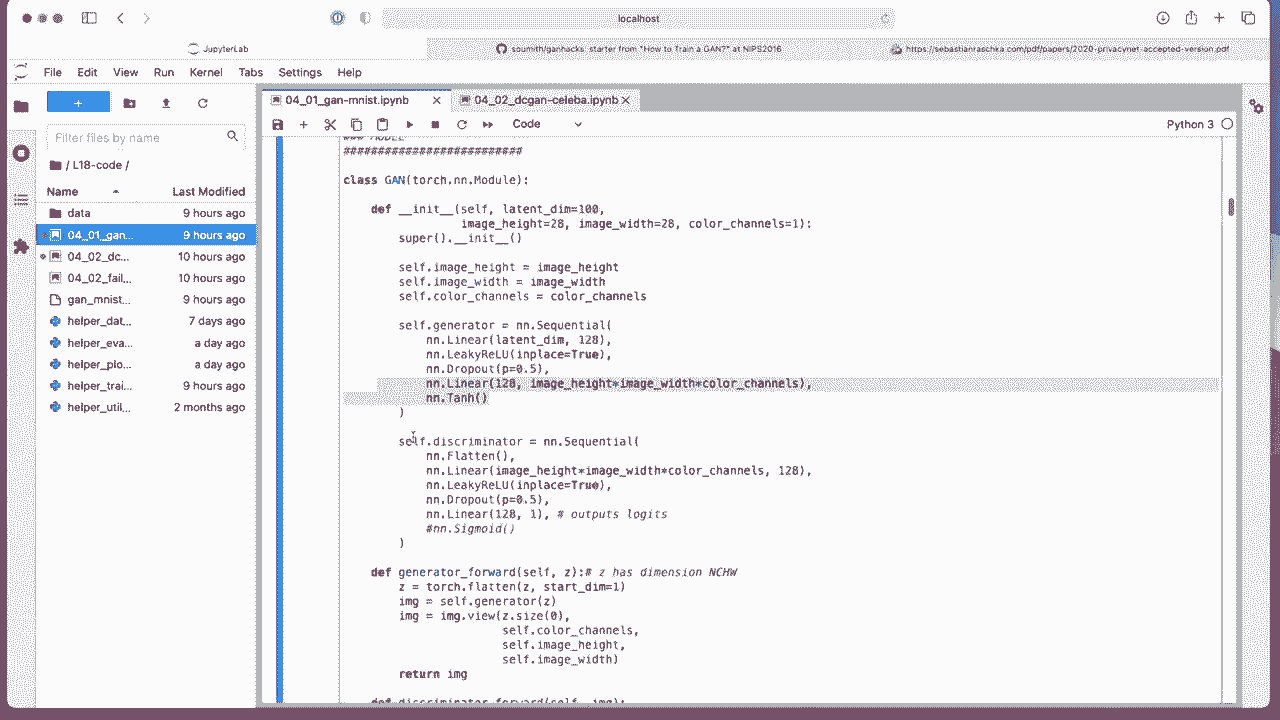 localhost
JupyterLab
soumith/ganhacks: starter from "How to Train a GAN?" at NIPS2016
https://sebastianraschka.com/pdf/papers/2020-privacynet-accepted-version.pdf
File Edit View Run Kernel Tabs Settings Help
04_01_gan-mnist.ipynb
04_02_dcgan-celeba.ipynb
Code
Python 3
Filter files by name
/ L18-code /
Name Last Modified
data 9 hours ago
04_01_gan... 9 hours ago
04_02_dc... 10 hours ago
04_02_fail... 10 hours ago
gan_mnist... 9 hours ago
helper_dat... 7 days ago
helper_eva... a day ago
helper_plo... a day ago
helper_trai... 9 hours ago
helper_util... 2 months ago
### MODEL
##########################
class GAN(torch.nn.Module):
def __init__(self, latent_dim=100,
image_height=28, image_width=28, color_channels=1):
super().__init__()
self.image_height = image_height
self.image_width = image_width
self.color_channels = color_channels
self.generator = nn.Sequential(
nn.Linear(latent_dim, 128),
nn.LeakyReLU(inplace=True),
nn.Dropout(p=0.5),
nn.Linear(128, image_height*image_width*color_channels),
nn.Tanh()
)
self.discriminator = nn.Sequential(
nn.Flatten(),
nn.Linear(image_height*image_width*color_channels, 128),
nn.LeakyReLU(inplace=True),
nn.Dropout(p=0.5),
nn.Linear(128, 1), # outputs logits
#nn.Sigmoid()
)
def generator_forward(self, z):# z has dimension NCHW
z = torch.flatten(z, start_dim=1)
img = self.generator(z)
img = img.view(z.size(0),
self.color_channels,
self.image_height,
self.image_width)
return img
def discriminator_forward(self, img):